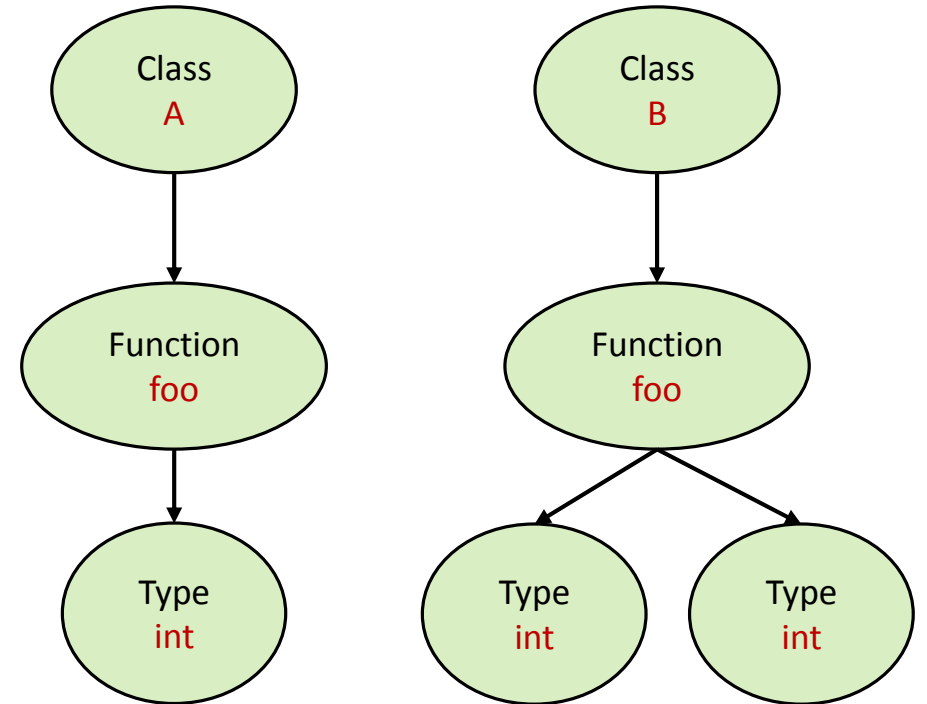 Class
A
Class
B
Function
foo
Function
foo
Type
int
Type
int
Type
int